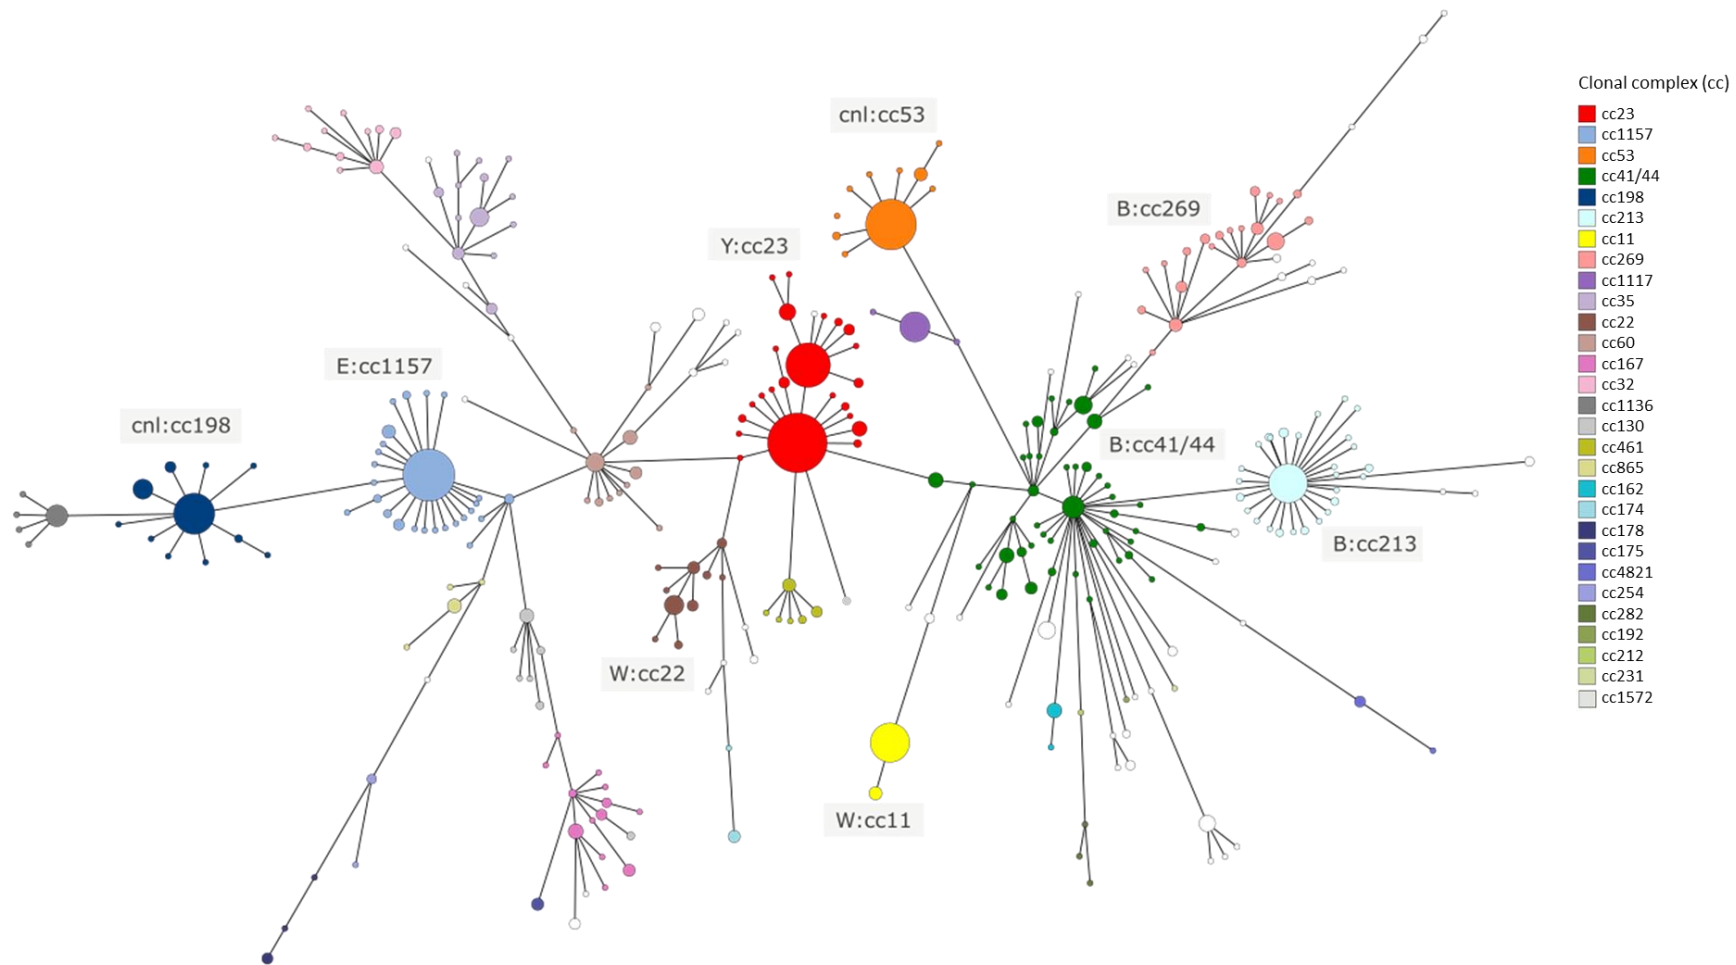 cnl:cc53
B:cc269
Y:cc23
E:cc1157
cnl:cc198
B:cc41/44
B:cc213
W:cc22
W:cc11
Clonal complex (cc)
cc23
cc1157
cc53
cc41/44
cc198
cc213
cc11
cc269
cc1117
cc35
cc22
cc60
cc167
cc32
cc1136
cc130
cc461
cc865
cc162
cc174
cc178
cc175
cc4821
cc254
cc282
cc192
cc212
cc231
cc1572